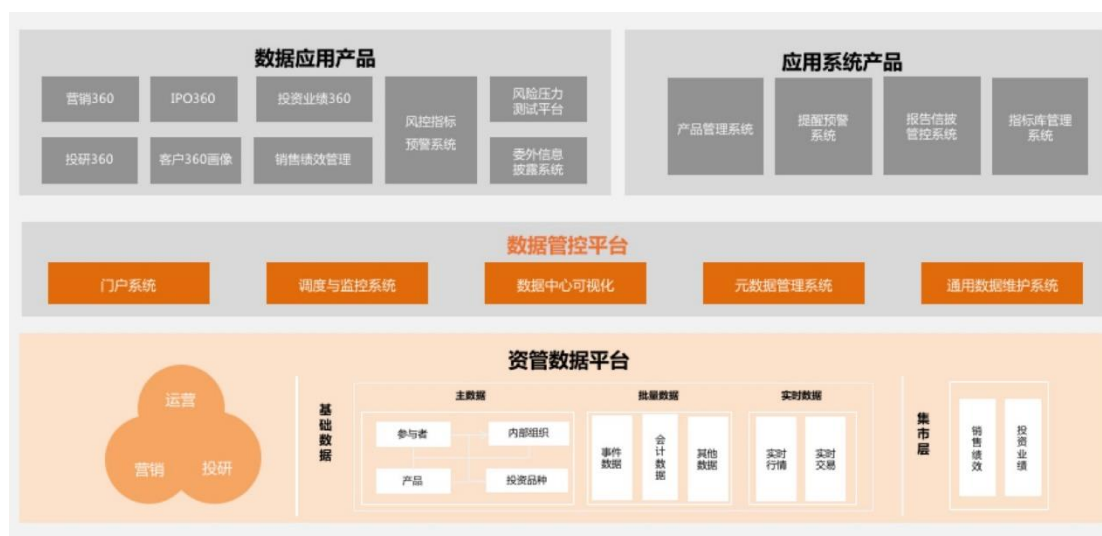 数据应用产品
营销360
IPO360
投资业绩360
风控指标
预警系统
风险压力
测试平台
投研360
客户360画像
销售绩效管理
委外信息
披露系统
应用系统产品
产品管理系统
提醒预警
系统
报告信披
管控系统
指标库管理
系统
数据管控平台
门户系统
调度与监控系统
数据中心可视化
元数据管理系统
通用数据维护系统
资管数据平台
运营
营销
投研
基础数据
主数据
参与者
内部组织
产品
投资品种
批量数据
事件
数据
会计数据
其他
数据
实时数据
实时
行情
实时
交易
集市层
销售绩效
投资业绩